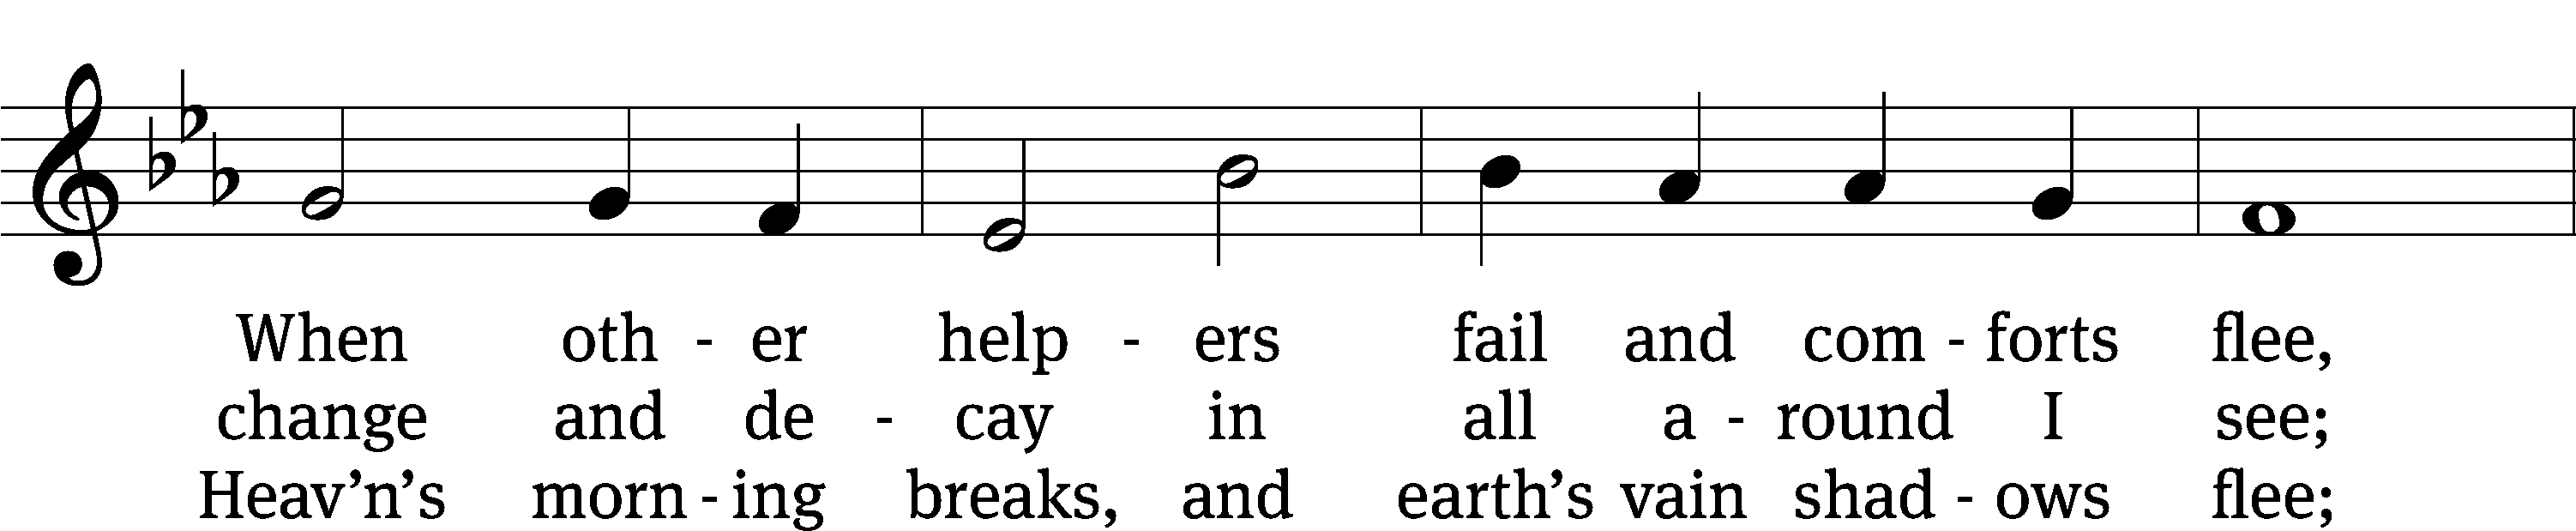 When oth - er help - ers fail and com - forts flee,
change and de - cay in all a - round I see;
Heav’n’s morn - ing breaks, and earth’s vain shad - ows flee;